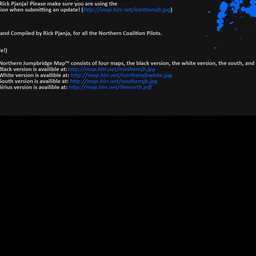 Rick Pjanja! Please make sure you are using the
ion when submitting an update! (http://map.hirr.net/northernjb.jpg)
and Compiled by Rick Pjanja, for all the Northern Coalition Pilots.
le!)
Northern Jumpbridge Map™ consists of four maps, the black version, the white version, the south, and
Black version is availible at: http://map.hirr.net/northernjb.jpg
White version is availible at: http://map.hirr.net/northernjbwhite.jpg
South version is availible at: http://map.hirr.net/southernjb.jpg
Sirius version is availible at: http://map.hirr.net/thenorth.pdf